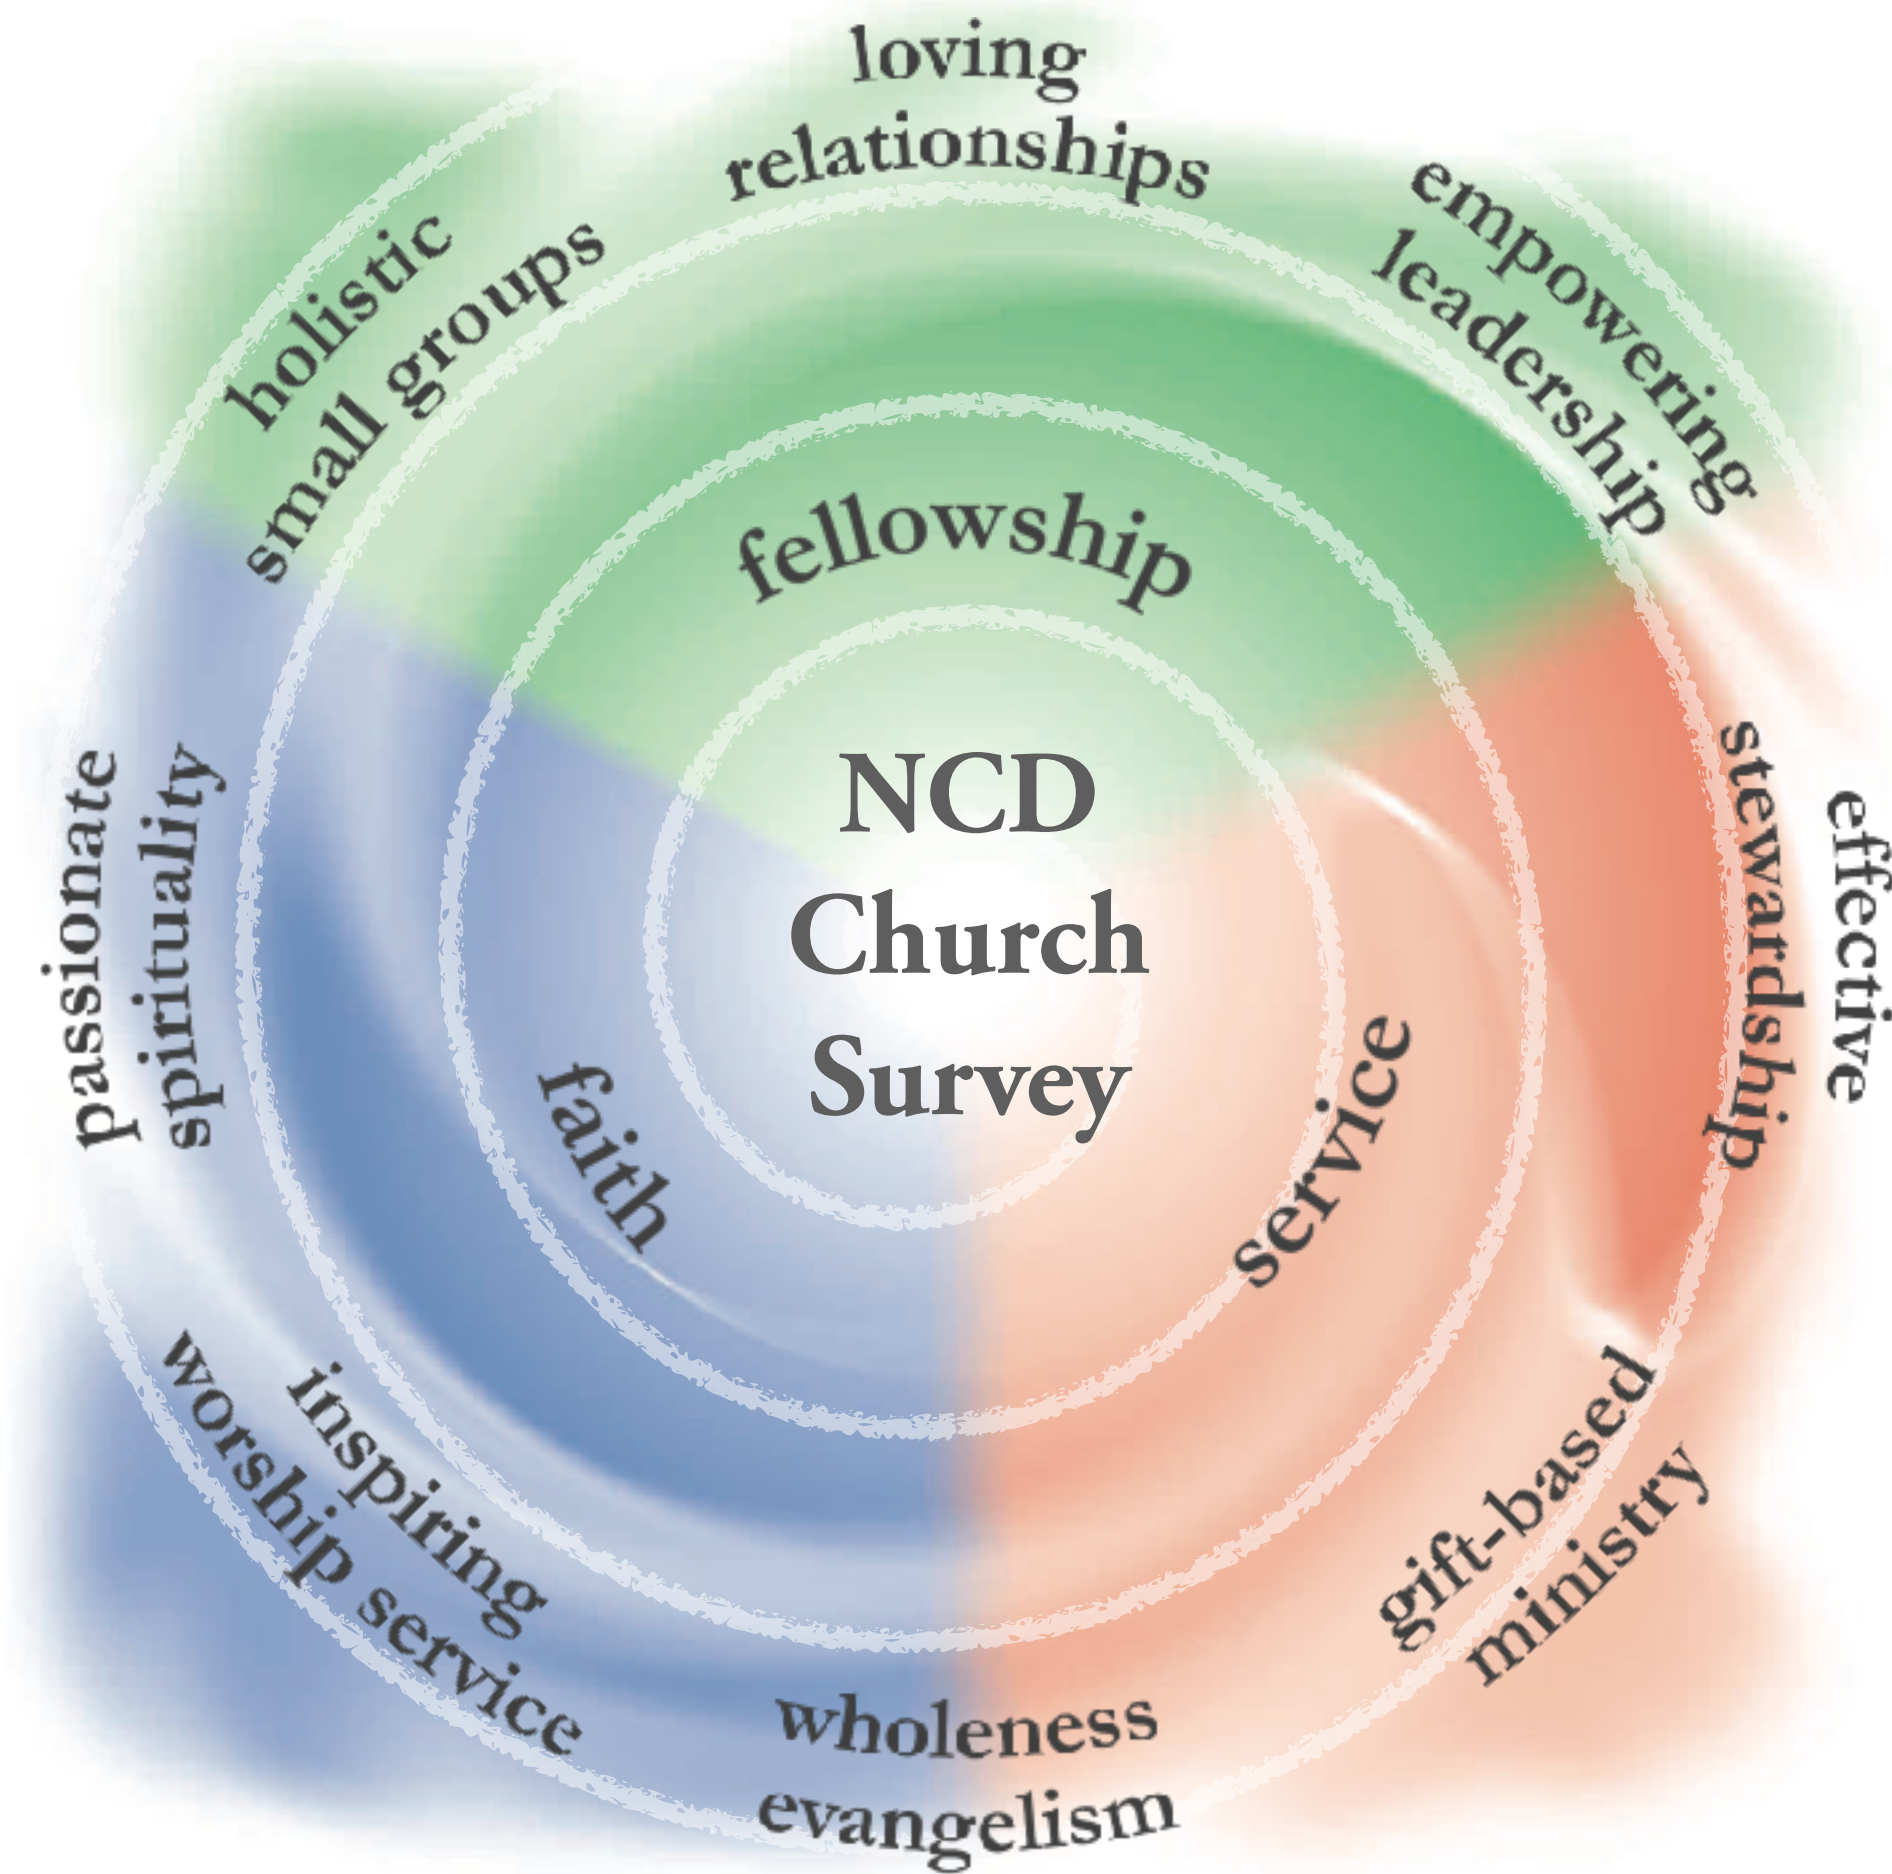 loving
relationships
empowering
leadership
holistic
small groups
fellowship
NCD
Church
Survey
passionate
spirituality
effective
stewardship
faith
service
inspiring
worship service
gift-based
ministry
wholeness
evangelism